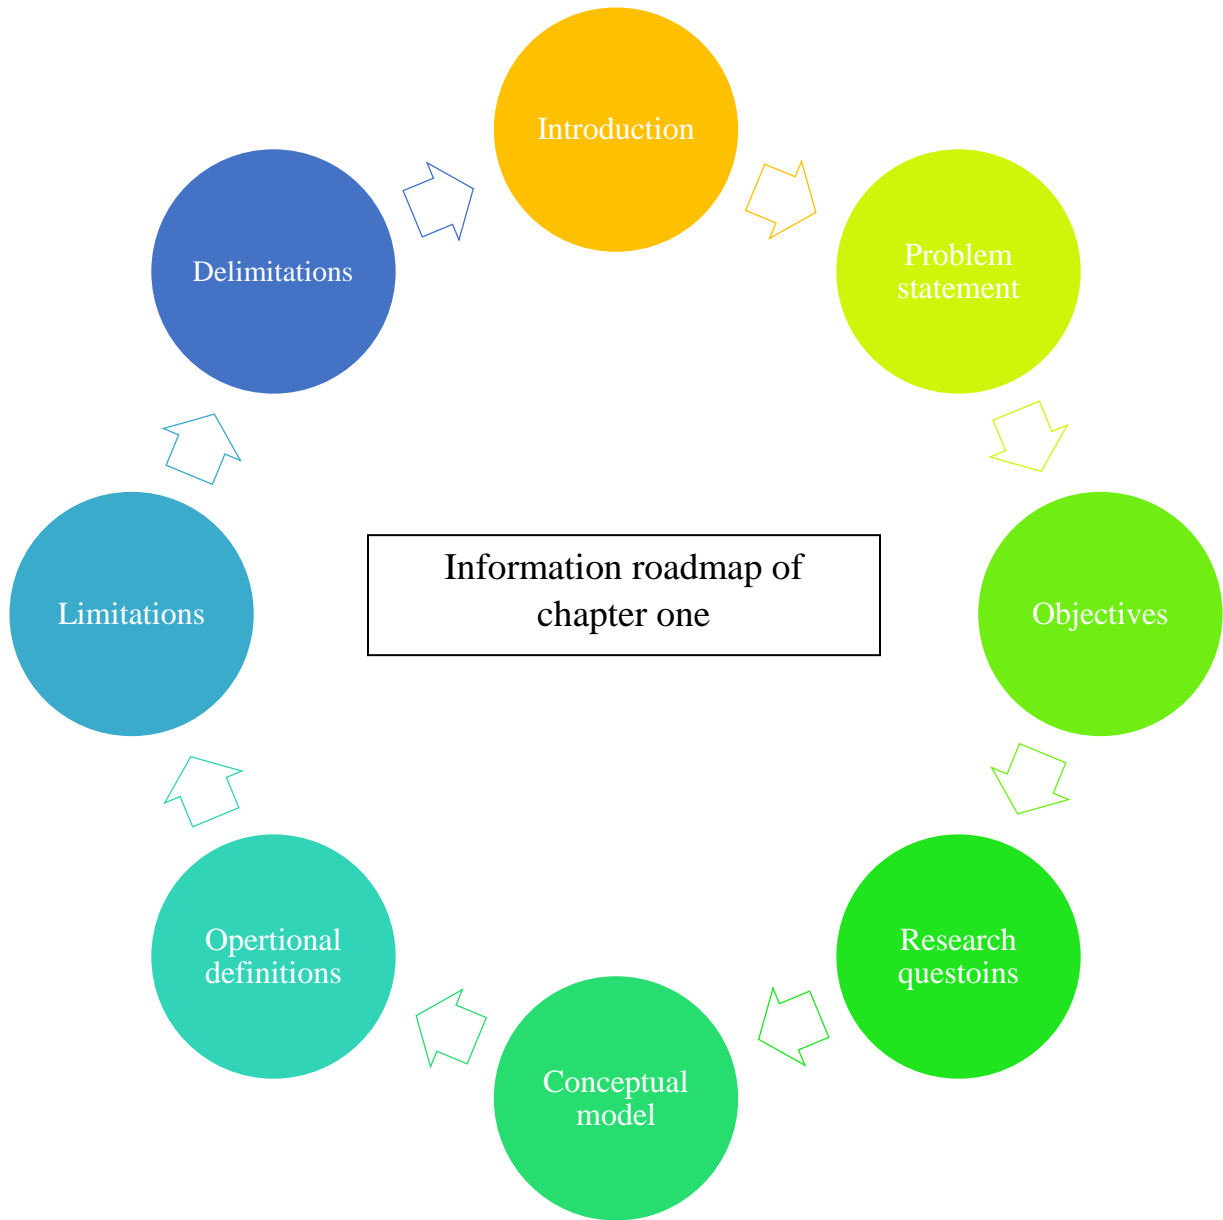 Introduction
Problem
statement
Objectives
Research
questoins
Conceptual
model
Opertional
definitions
Limitations
Delimitations
Information roadmap of
chapter one